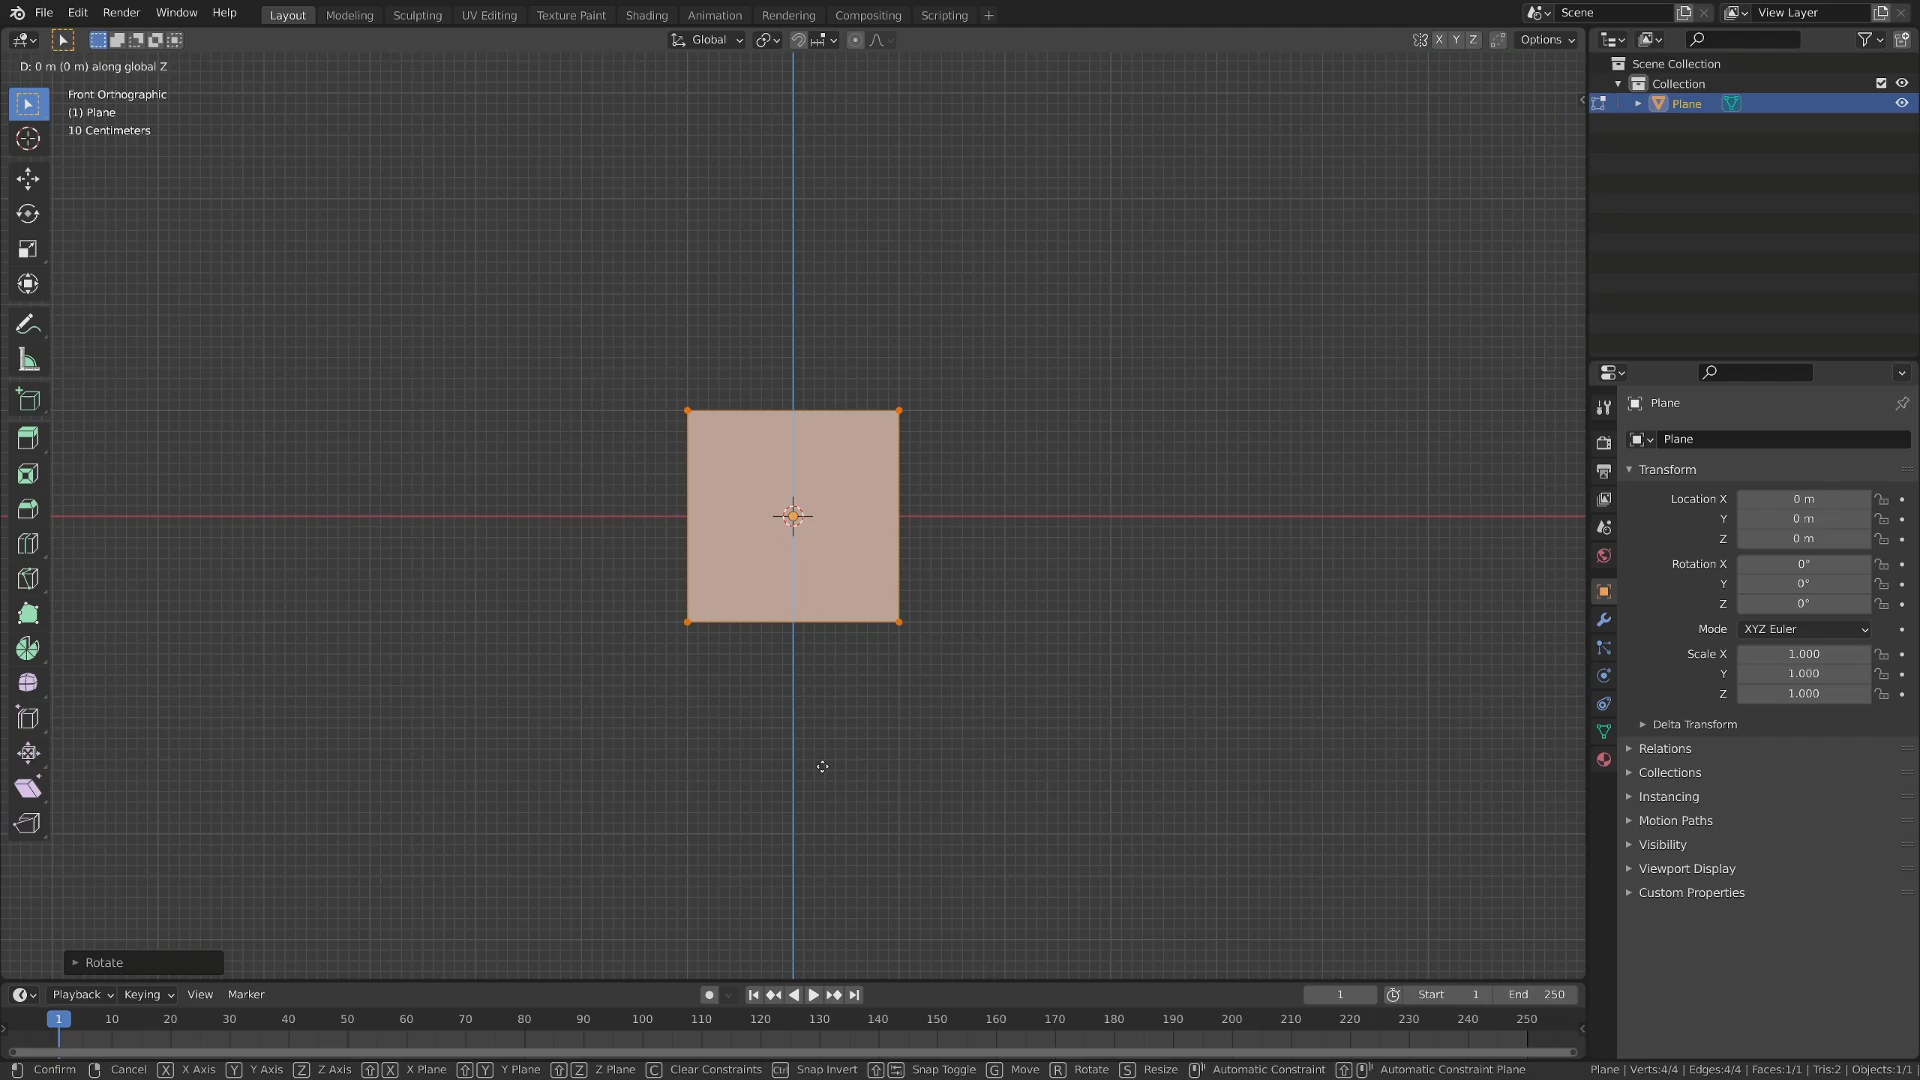 File Edit Render Window Help Layout Modeling Sculpting UV Editing Texture Paint Shading Animation Rendering Compositing Scripting + Scene View Layer
Global X Y Z Options
D: 0 m (0 m) along global Z
Front Orthographic
(1) Plane
10 Centimeters
Scene Collection
Collection
Plane
Plane
Plane
Transform
Location X 0 m
Y 0 m
Z 0 m
Rotation X 0°
Y 0°
Z 0°
Mode XYZ Euler
Scale X 1.000
Y 1.000
Z 1.000
Delta Transform
Relations
Collections
Instancing
Motion Paths
Visibility
Viewport Display
Custom Properties
Rotate
Playback Keying View Marker 1 Start 1 End 250
1 10 20 30 40 50 60 70 80 90 100 110 120 130 140 150 160 170 180 190 200 210 220 230 240 250
Confirm Cancel X X Axis Y Y Axis Z Z Axis X X Plane Y Y Plane Z Z Plane C Clear Constraints Ctrl Snap Invert Snap Toggle G Move R Rotate S Resize Automatic Constraint Automatic Constraint Plane Plane | Verts:4/4 | Edges:4/4 | Faces:1/1 | Tris:2 | Objects:1/1